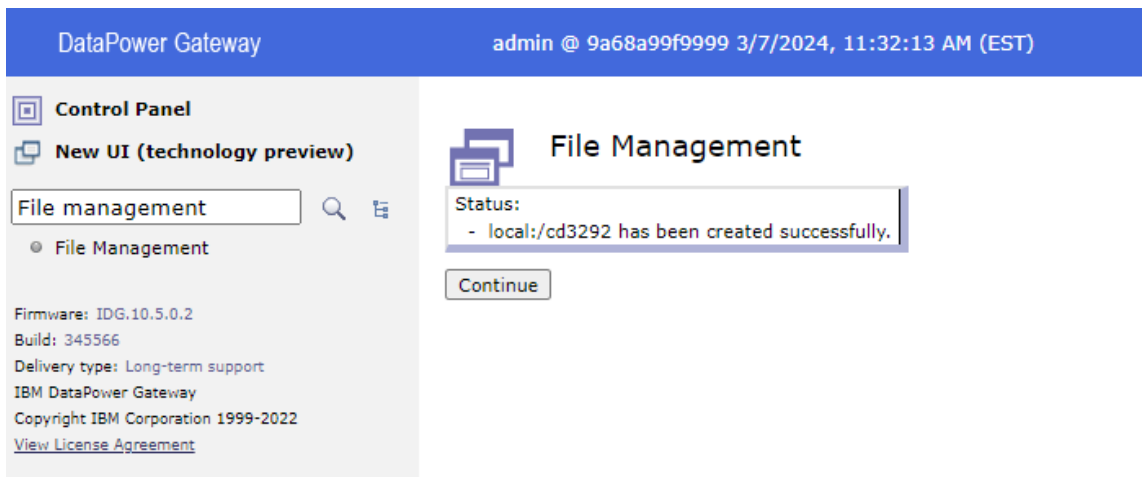 DataPower Gateway
admin @ 9a68a99f9999 3/7/2024, 11:32:13 AM (EST)
Control Panel
New UI (technology preview)
File management
File Management
Firmware: IDG.10.5.0.2
Build: 345566
Delivery type: Long-term support
IBM DataPower Gateway
Copyright IBM Corporation 1999-2022
View License Agreement
File Management
Status:
- local:/cd3292 has been created successfully.
Continue